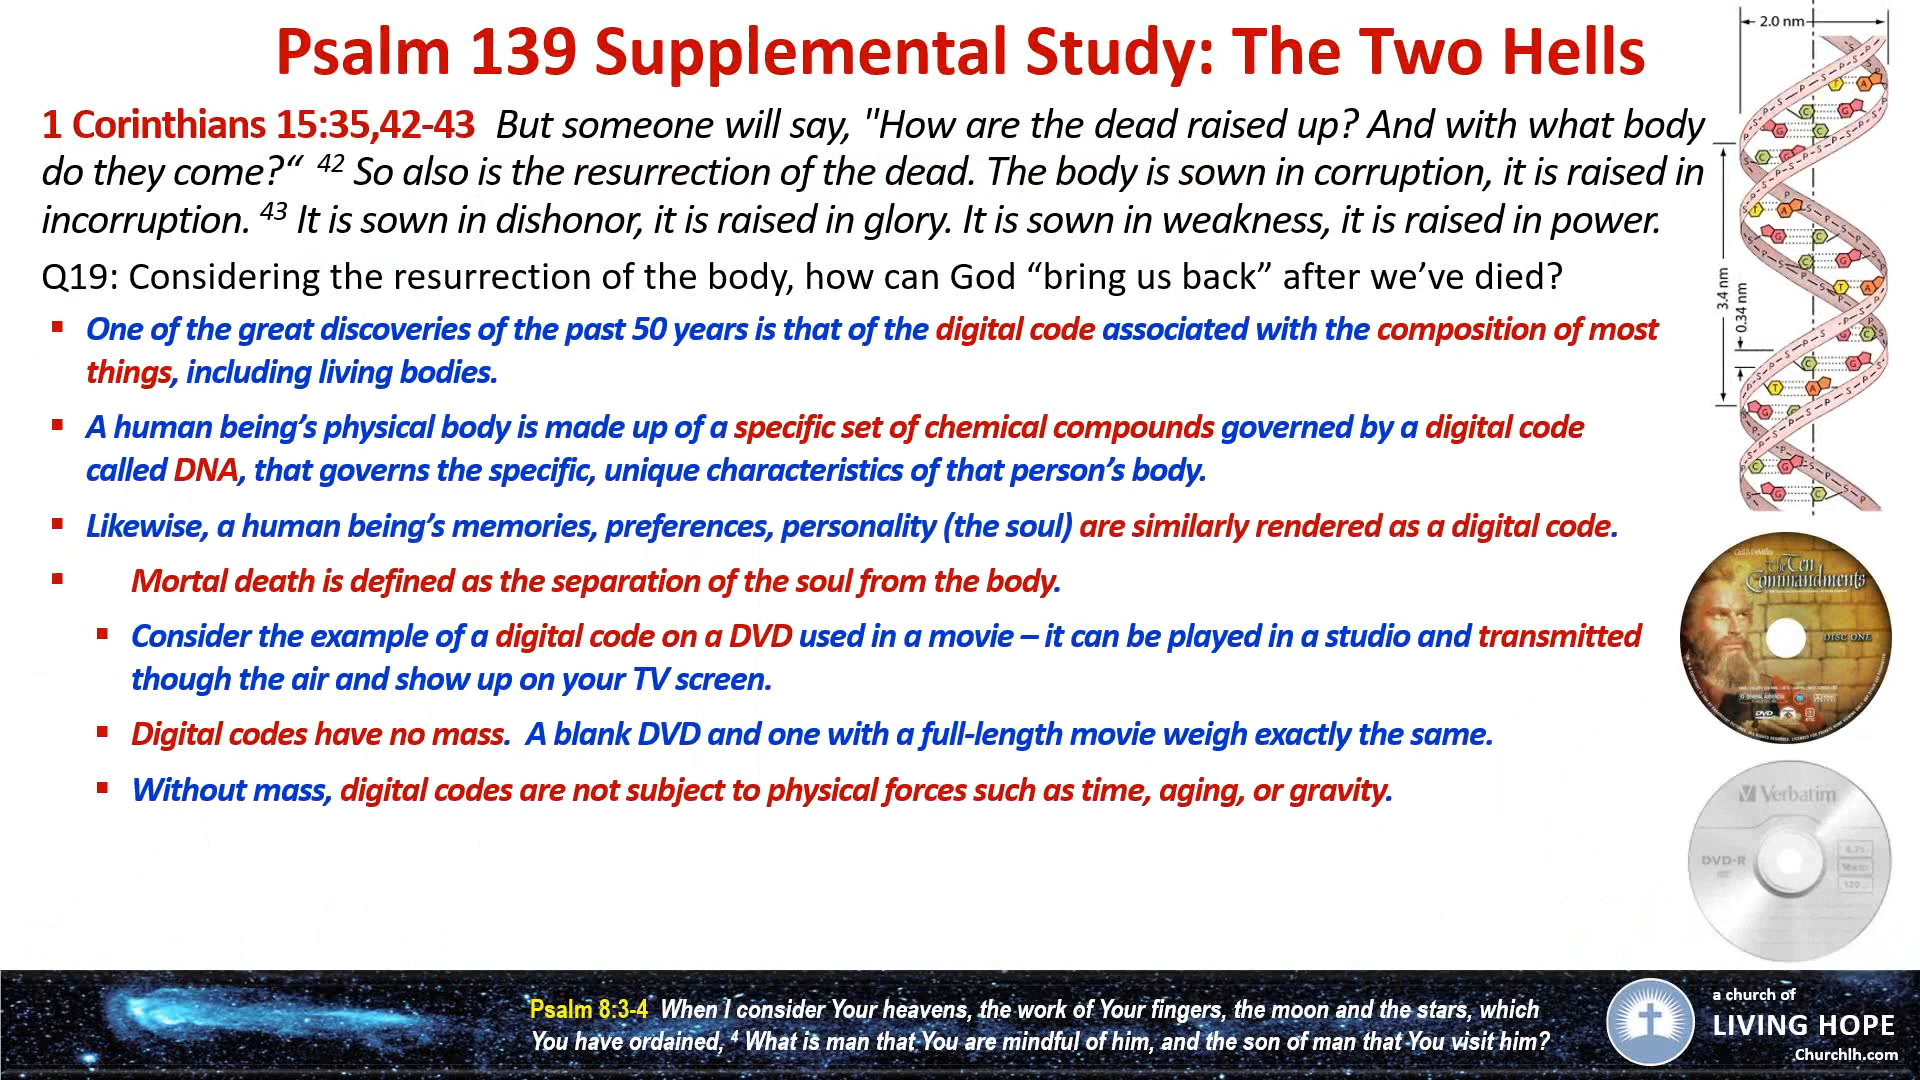 Psalm 139 Supplemental Study: The Two Hells
1 Corinthians 15:35,42-43 But someone will say, "How are the dead raised up? And with what body
do they come?“ 42 So also is the resurrection of the dead. The body is sown in corruption, it is raised in
incorruption. 43 It is sown in dishonor, it is raised in glory. It is sown in weakness, it is raised in power.
Q19: Considering the resurrection of the body, how can God “bring us back” after we’ve died?
▪ One of the great discoveries of the past 50 years is that of the digital code associated with the composition of most
things, including living bodies.
▪ A human being’s physical body is made up of a specific set of chemical compounds governed by a digital code
called DNA, that governs the specific, unique characteristics of that person’s body.
▪ Likewise, a human being’s memories, preferences, personality (the soul) are similarly rendered as a digital code.
▪ Mortal death is defined as the separation of the soul from the body.
▪ Consider the example of a digital code on a DVD used in a movie – it can be played in a studio and transmitted
though the air and show up on your TV screen.
▪ Digital codes have no mass. A blank DVD and one with a full-length movie weigh exactly the same.
▪ Without mass, digital codes are not subject to physical forces such as time, aging, or gravity.
2.0 nm
3.4 nm
0.34 nm
The Ten
Commandments
DISC ONE
DVD
Verbatim
DVD-R
Psalm 8:3-4 When I consider Your heavens, the work of Your fingers, the moon and the stars, which
You have ordained, 4 What is man that You are mindful of him, and the son of man that You visit him?
a church of
LIVING HOPE
Churchlh.com